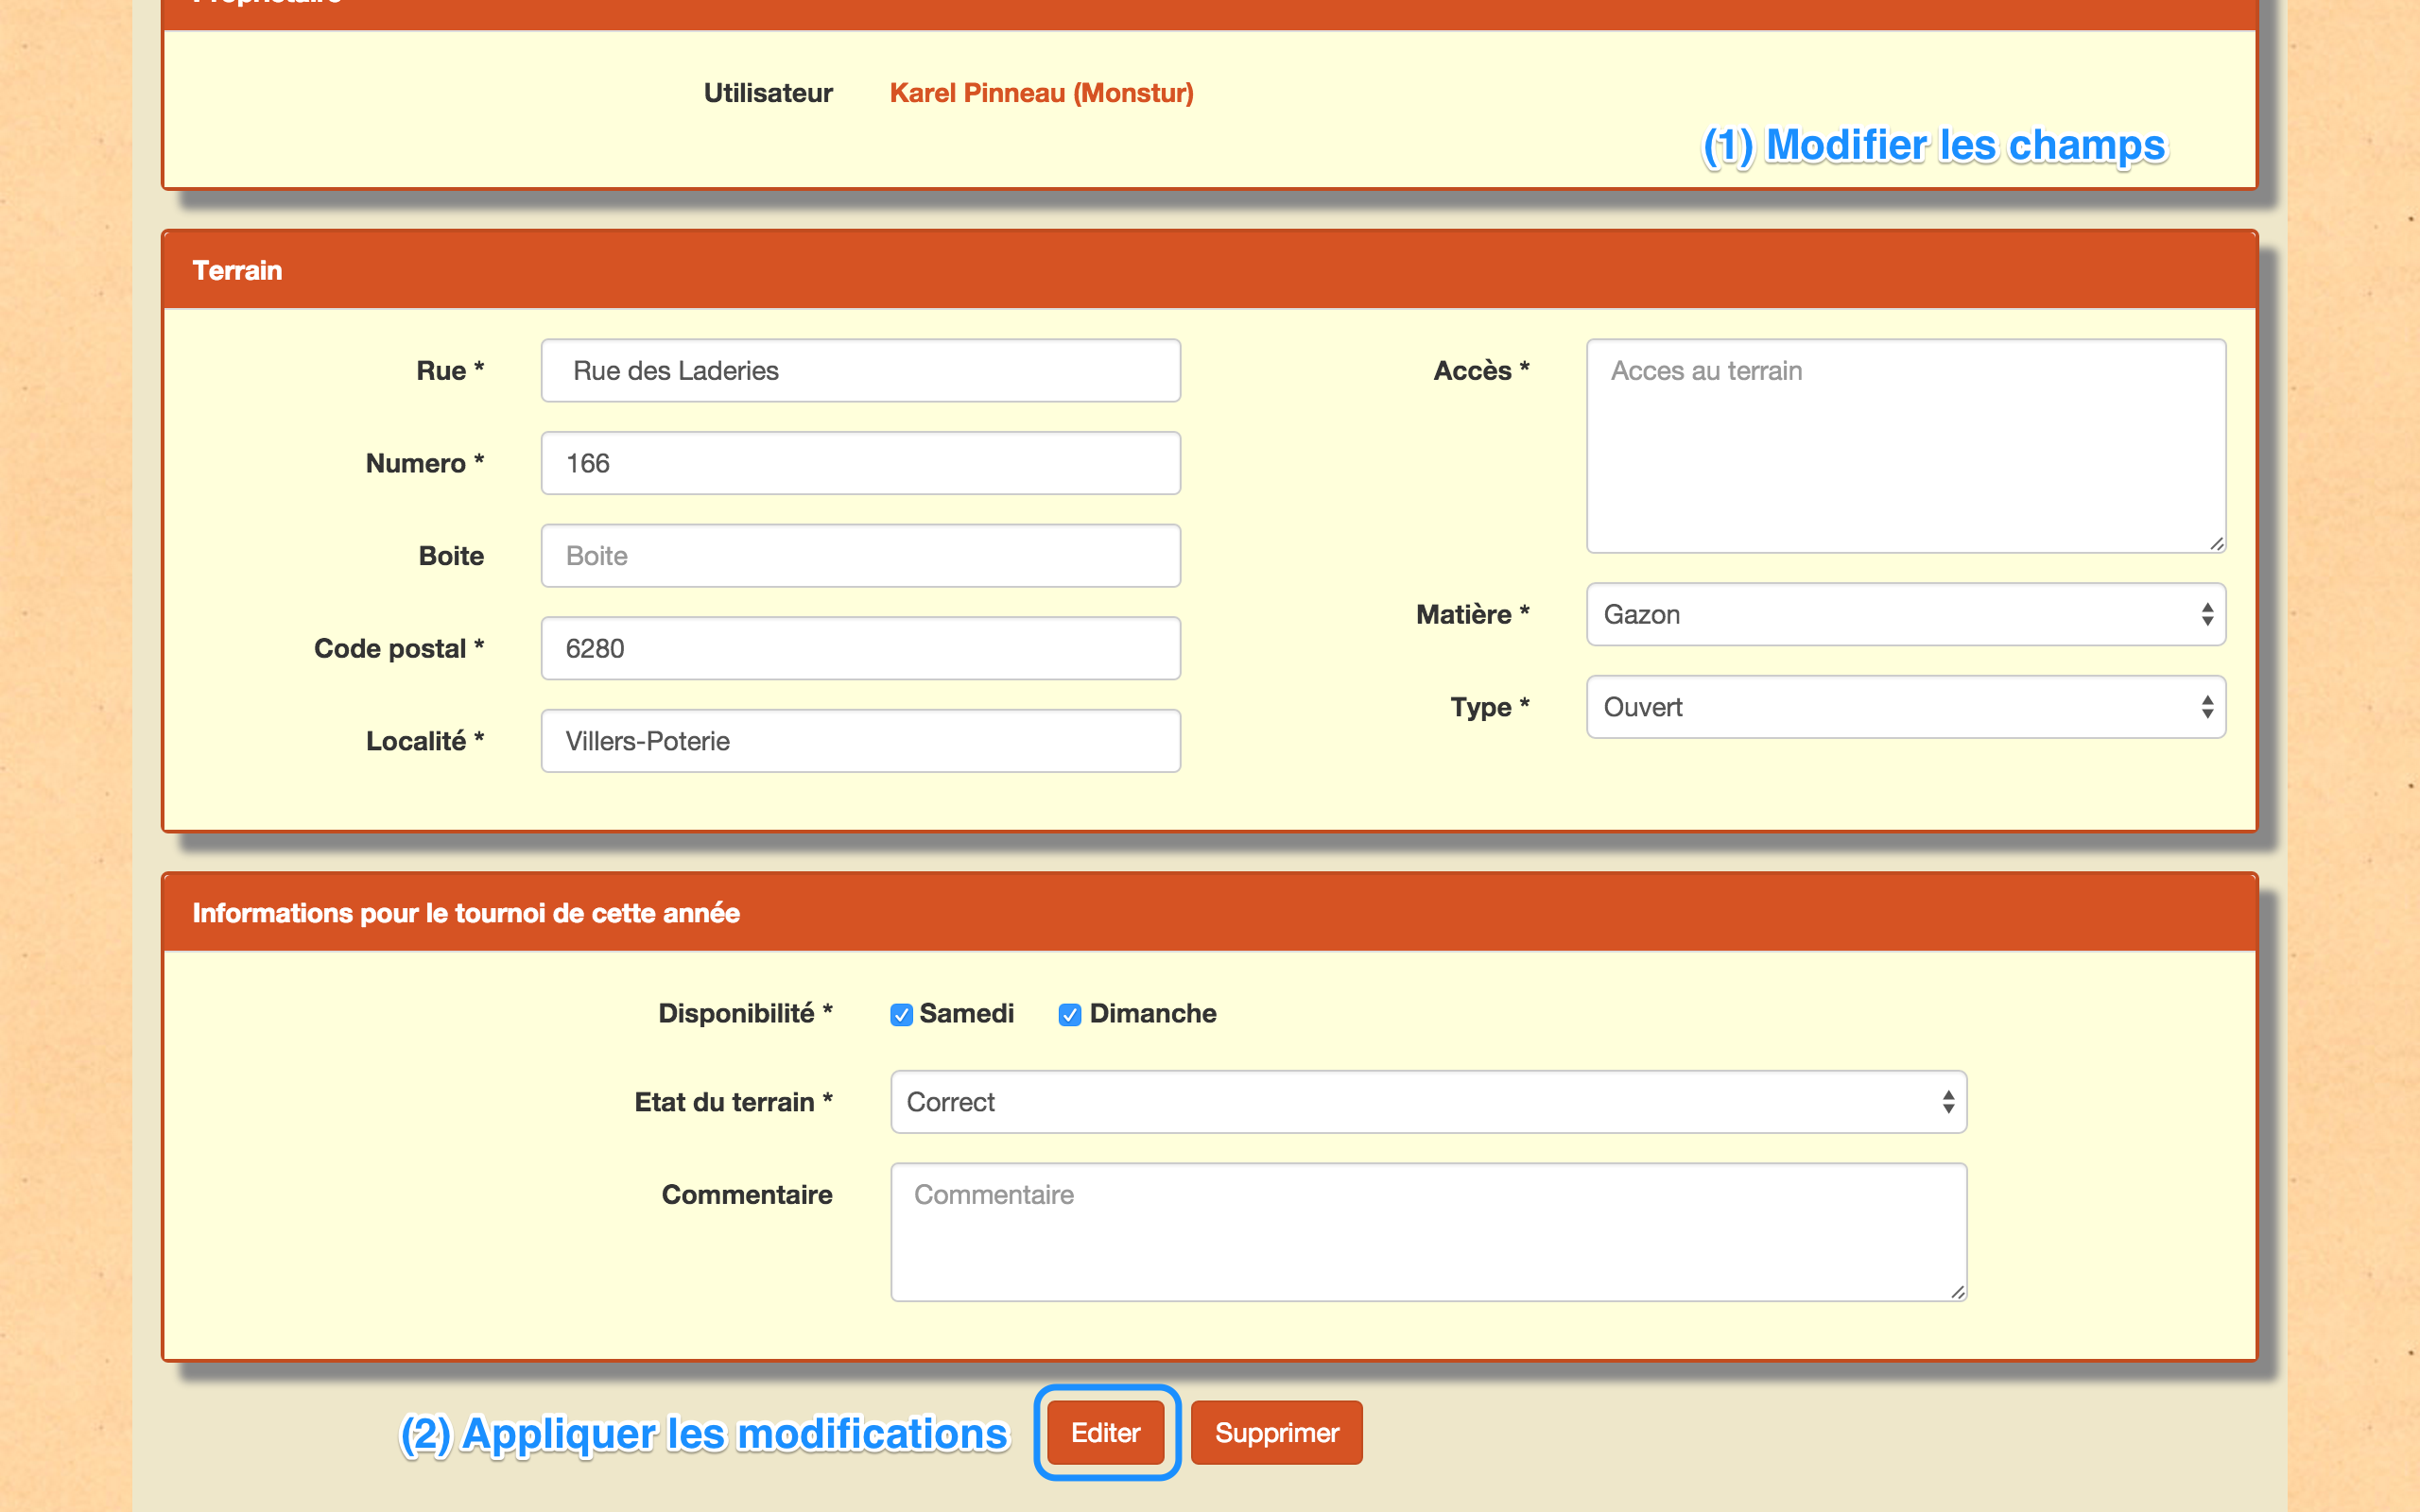 Utilisateur Karel Pinneau (Monstur)
(1) Modifier les champs
Terrain
Rue * Rue des Laderies
Accès * Acces au terrain
Numero * 166
Boite Boite
Matière * Gazon
Code postal * 6280
Type * Ouvert
Localité * Villers-Poterie
Informations pour le tournoi de cette année
Disponibilité * Samedi Dimanche
Etat du terrain * Correct
Commentaire Commentaire
(2) Appliquer les modifications Editer Supprimer